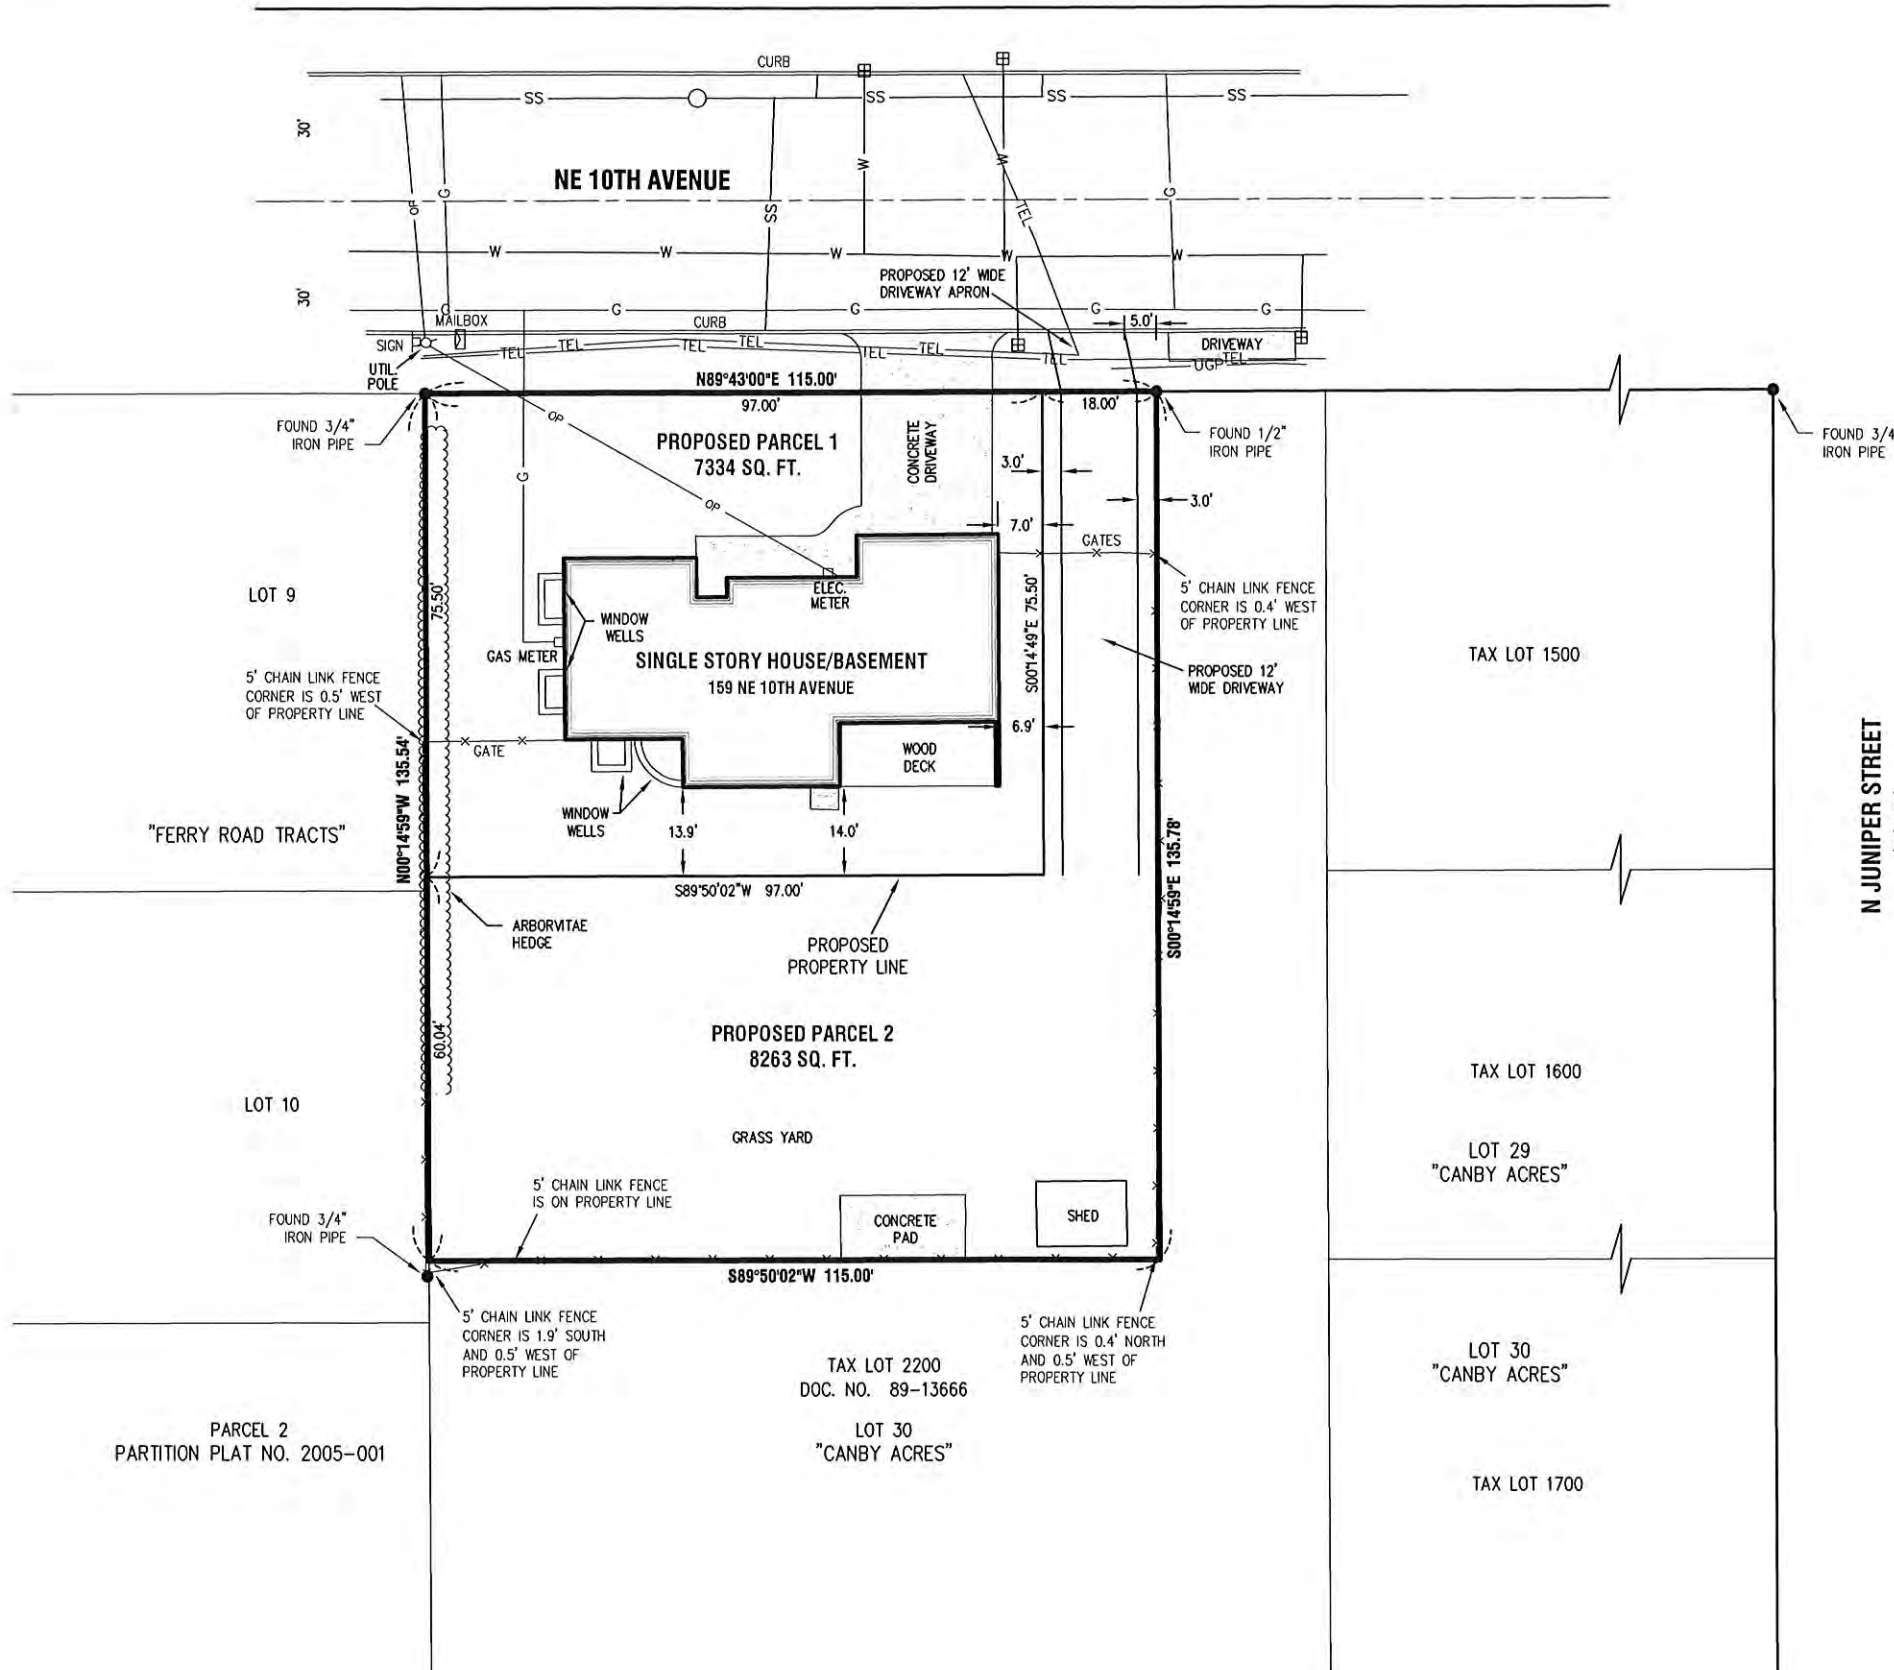 CURB
SS
SS
SS
SS
30'
NE 10TH AVENUE
OP
G
SS
W
W
TEL
G
W
W
W
W
W
PROPOSED 12' WIDE
DRIVEWAY APRON
30'
G
G
G
G
G
MAILBOX
CURB
5.0'
SIGN
TEL
TEL
TEL
TEL
TEL
TEL
TEL
DRIVEWAY
TEL
UGP
UTIL.
POLE
N89°43'00"E 115.00'
97.00'
18.00'
FOUND 3/4"
IRON PIPE
OP
PROPOSED PARCEL 1
7334 SQ. FT.
CONCRETE
DRIVEWAY
FOUND 1/2"
IRON PIPE
FOUND 3/4
IRON PIPE
G
OP
3.0'
3.0'
7.0'
GATES
LOT 9
75.50'
ELEC.
METER
S00°14'49"E 75.50'
5' CHAIN LINK FENCE
CORNER IS 0.4' WEST
OF PROPERTY LINE
WINDOW
WELLS
GAS METER
SINGLE STORY HOUSE/BASEMENT
159 NE 10TH AVENUE
TAX LOT 1500
5' CHAIN LINK FENCE
CORNER IS 0.5' WEST
OF PROPERTY LINE
PROPOSED 12'
WIDE DRIVEWAY
6.9'
GATE
WOOD
DECK
N JUNIPER STREET
N00°14'59"W 135.54'
WINDOW
WELLS
13.9'
14.0'
"FERRY ROAD TRACTS"
S00°14'59"E 135.78'
S89°50'02"W 97.00'
ARBORVITAE
HEDGE
PROPOSED
PROPERTY LINE
60.04'
PROPOSED PARCEL 2
8263 SQ. FT.
TAX LOT 1600
LOT 10
GRASS YARD
LOT 29
"CANBY ACRES"
5' CHAIN LINK FENCE
IS ON PROPERTY LINE
FOUND 3/4"
IRON PIPE
CONCRETE
PAD
SHED
S89°50'02"W 115.00'
5' CHAIN LINK FENCE
CORNER IS 1.9' SOUTH
AND 0.5' WEST OF
PROPERTY LINE
5' CHAIN LINK FENCE
CORNER IS 0.4' NORTH
AND 0.5' WEST OF
PROPERTY LINE
TAX LOT 2200
DOC. NO. 89-13666
LOT 30
"CANBY ACRES"
LOT 30
"CANBY ACRES"
PARCEL 2
PARTITION PLAT NO. 2005-001
TAX LOT 1700